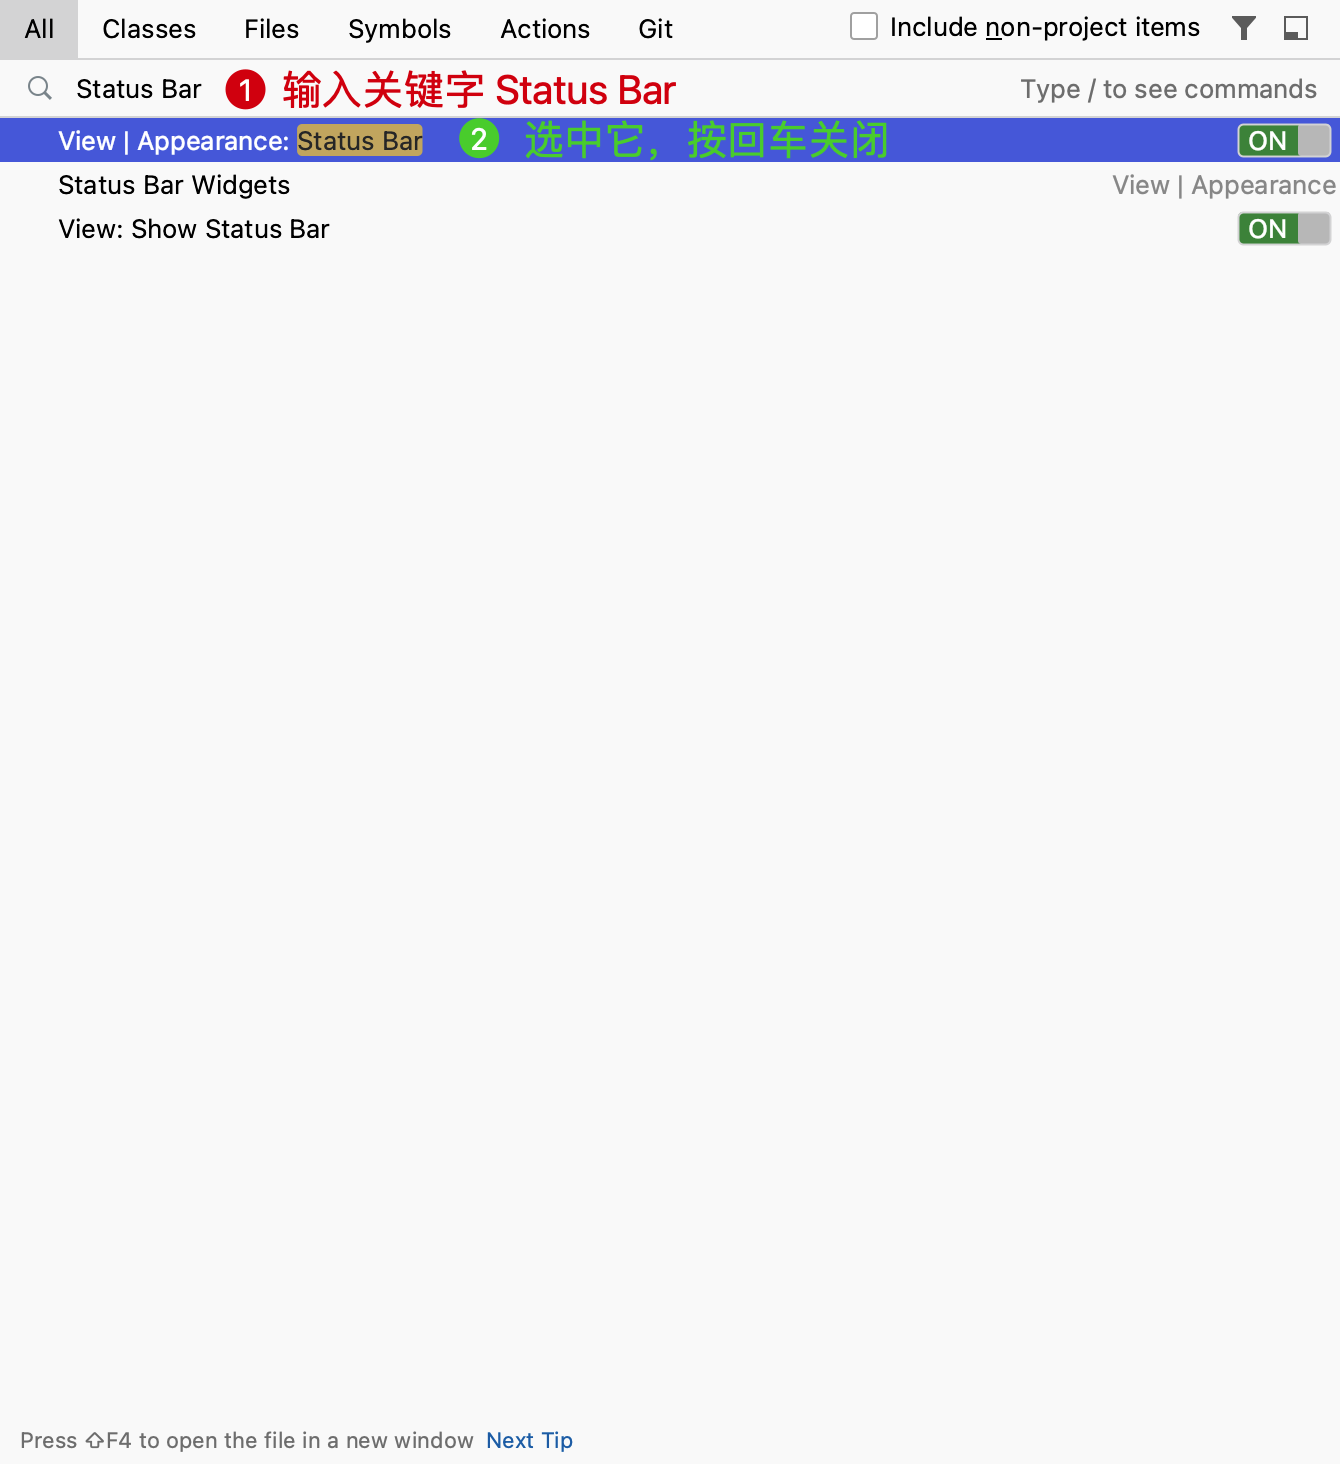 All Classes Files Symbols Actions Git Include non-project items
Status Bar 1 输入关键字 Status Bar Type / to see commands
View | Appearance: Status Bar 2 选中它，按回车关闭 ON
Status Bar Widgets View | Appearance
View: Show Status Bar ON
Press ⇧F4 to open the file in a new window Next Tip